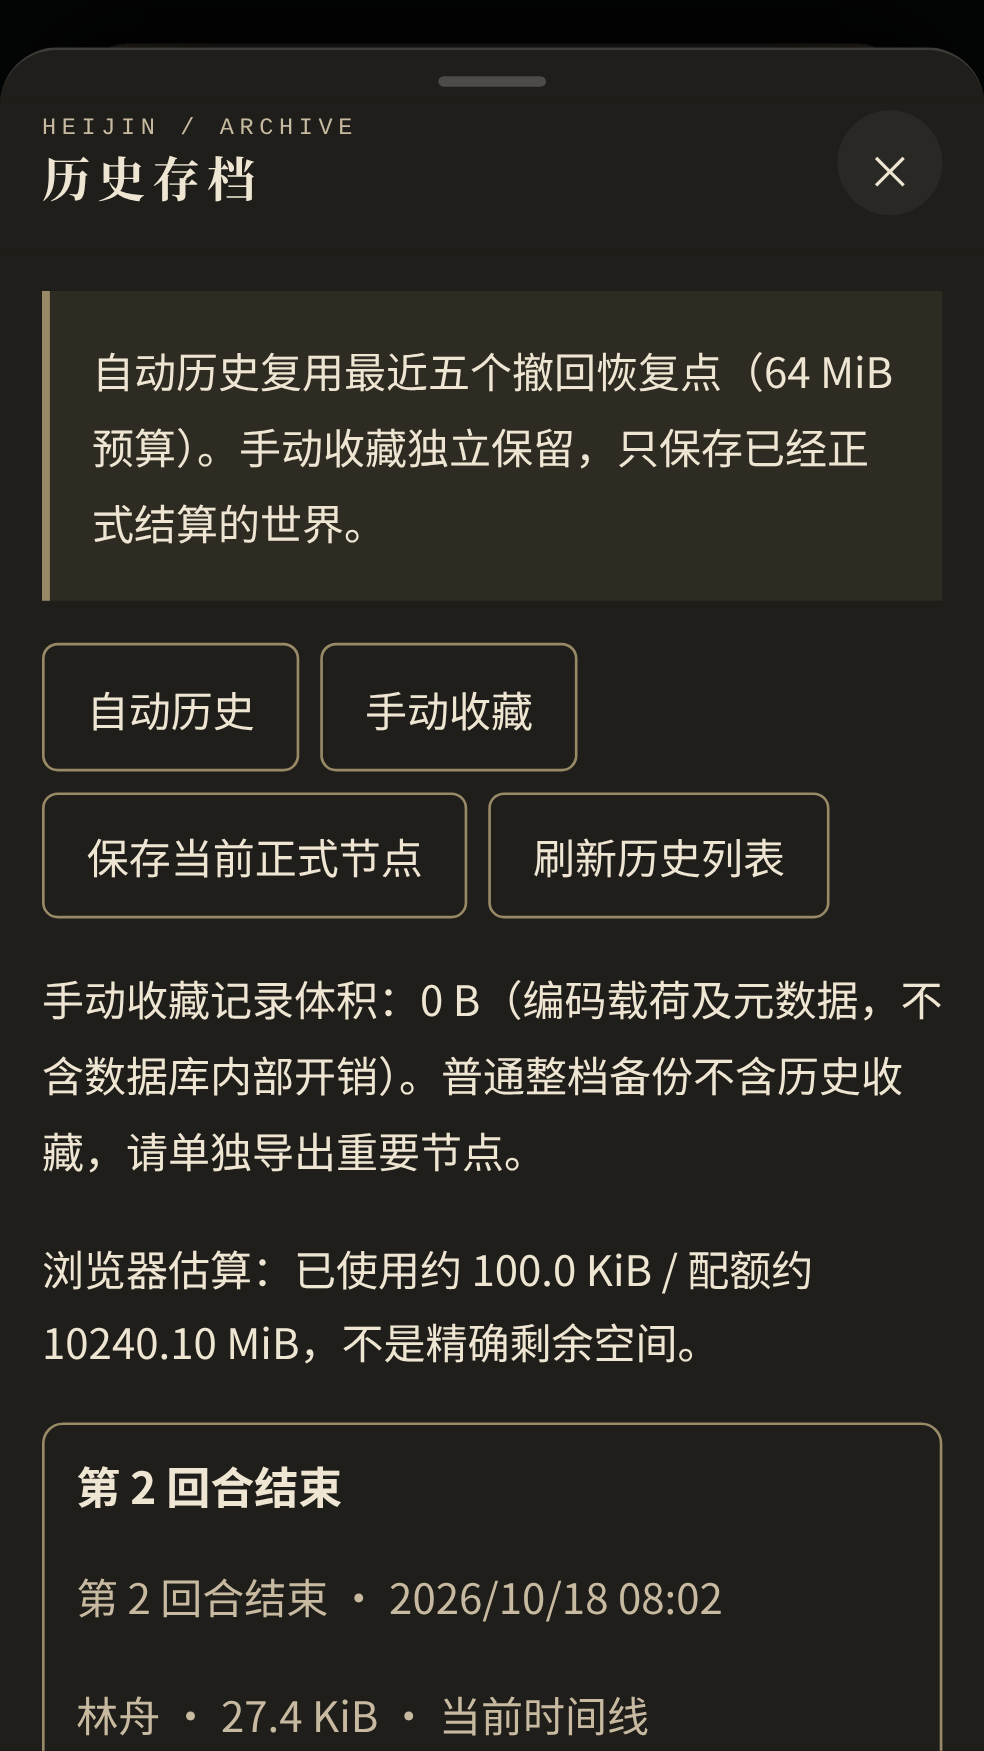 HEIJIN / ARCHIVE
历史存档
自动历史复用最近五个撤回恢复点（64 MiB
预算）。手动收藏独立保留，只保存已经正
式结算的世界。
自动历史
手动收藏
保存当前正式节点
刷新历史列表
手动收藏记录体积：0 B（编码载荷及元数据，不
含数据库内部开销）。普通整档备份不含历史收
藏，请单独导出重要节点。
浏览器估算：已使用约 100.0 KiB / 配额约
10240.10 MiB，不是精确剩余空间。
第 2 回合结束
第 2 回合结束 · 2026/10/18 08:02
林舟 · 27.4 KiB · 当前时间线